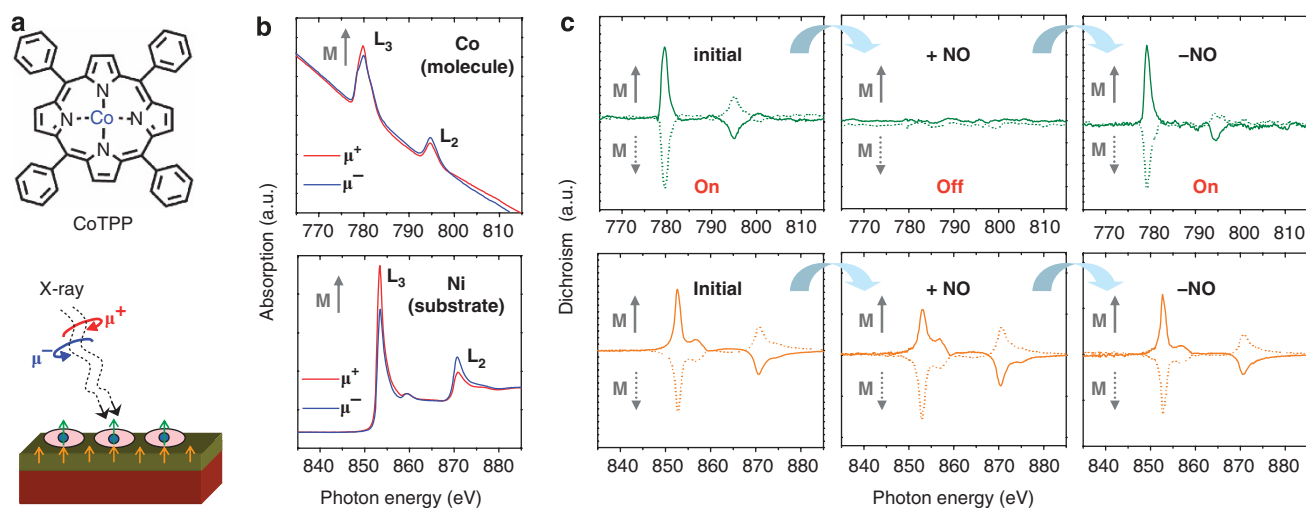 a
N
N
Co
N
N
CoTPP
X-ray
μ+
μ−
b
Absorption (a.u.)
M
L3
Co
(molecule)
L2
μ+
μ−
770 780 790 800 810
M
L3
Ni
(substrate)
L2
μ+
μ−
840 850 860 870 880
Photon energy (eV)
c
Dichroism (a.u.)
initial
M
M
On
770 780 790 800 810
+ NO
M
M
Off
770 780 790 800 810
−NO
M
M
On
770 780 790 800 810
Initial
M
M
840 850 860 870 880
+ NO
M
M
840 850 860 870 880
−NO
M
M
840 850 860 870 880
Photon energy (eV)